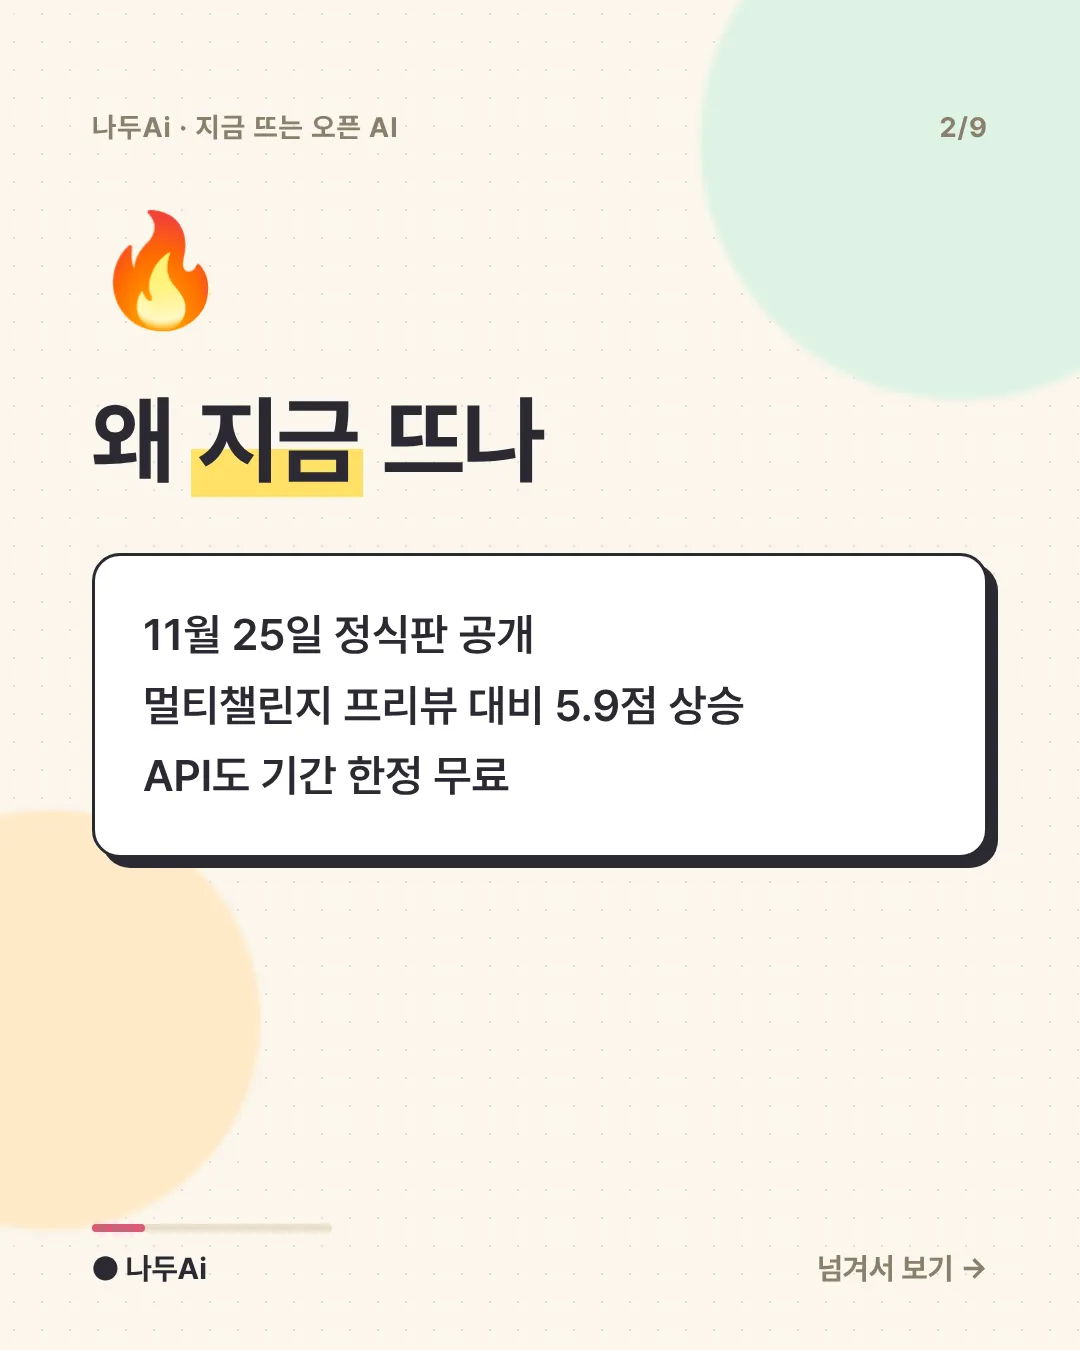 나두Ai · 지금 뜨는 오픈 AI
2/9
왜 지금 뜨나
11월 25일 정식판 공개
멀티챌린지 프리뷰 대비 5.9점 상승
API도 기간 한정 무료
나두Ai
넘겨서 보기 →